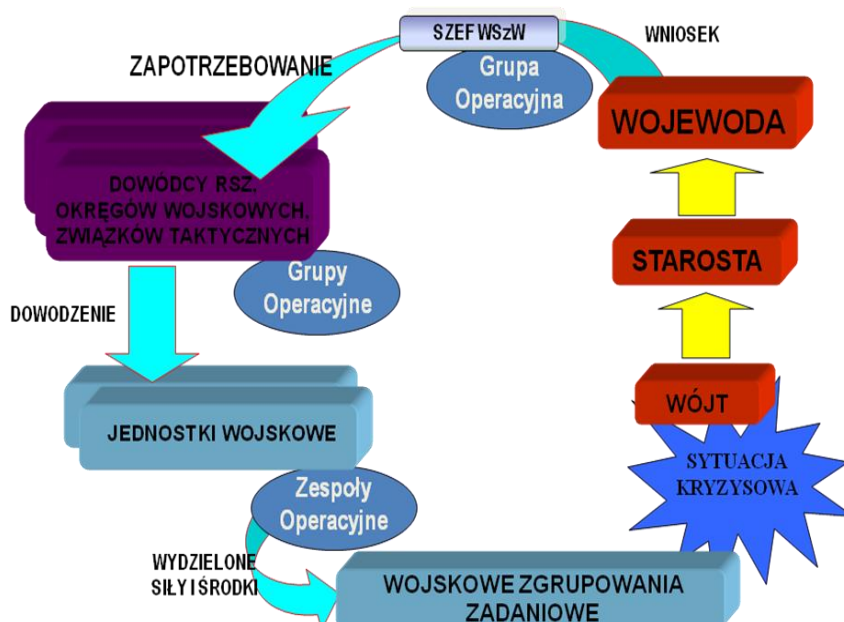 SZEF WSzW
WNIOSEK
ZAPOTRZEBOWANIE
Grupa
Operacyjna
WOJEWODA
DOWÓDCY RSZ,
OKRĘGÓW WOJSKOWYCH,
ZWIĄZKÓW TAKTYCZNYCH
STAROSTA
Grupy
Operacyjne
DOWODZENIE
WÓJT
JEDNOSTKI WOJSKOWE
SYTUACJA
KRYZYSOWA
Zespoły
Operacyjne
WYDZIELONE
SIŁY I ŚRODKI
WOJSKOWE ZGRUPOWANIA
ZADANIOWE